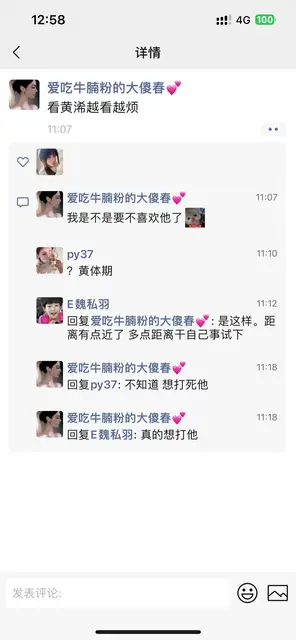 12:58
4G 100
详情
爱吃牛腩粉的大傻春💕
看黄浠越看越烦
11:07
爱吃牛腩粉的大傻春💕 11:07
我是不是要不喜欢他了
py37 11:10
？黄体期
E魏私羽 11:12
回复爱吃牛腩粉的大傻春💕: 是这样。距
离有点近了 多点距离干自己事试下
爱吃牛腩粉的大傻春💕 11:18
回复py37: 不知道 想打死他
爱吃牛腩粉的大傻春💕 11:18
回复E魏私羽: 真的想打他
发表评论: